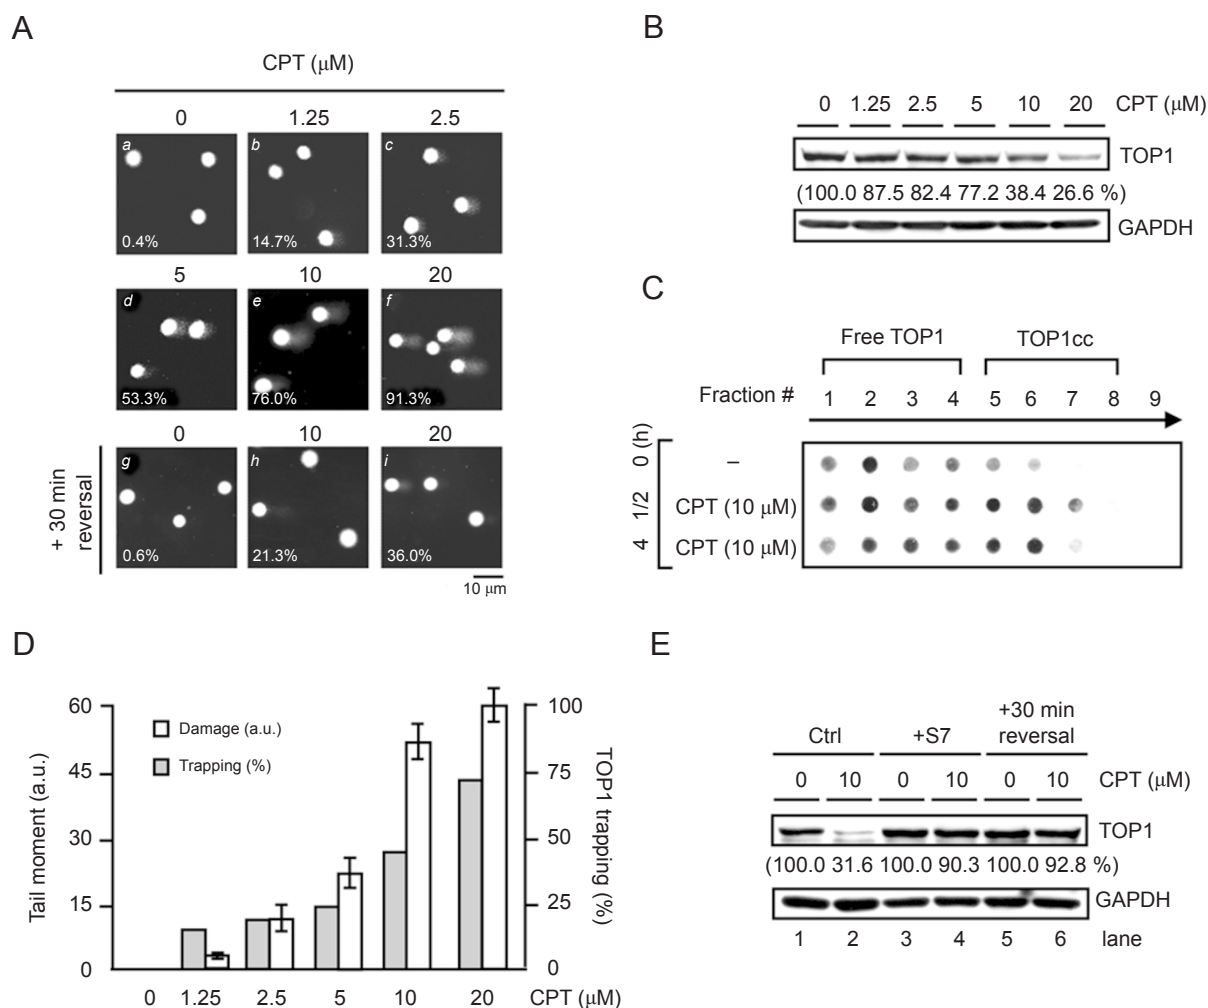 A
CPT (μM)
0 1.25 2.5
a b c
0.4% 14.7% 31.3%
5 10 20
d e f
53.3% 76.0% 91.3%
0 10 20
+ 30 min
reversal
g h i
0.6% 21.3% 36.0%
10 μm
B
0 1.25 2.5 5 10 20 CPT (μM)
TOP1
(100.0 87.5 82.4 77.2 38.4 26.6 %)
GAPDH
C
Free TOP1 TOP1cc
Fraction # 1 2 3 4 5 6 7 8 9
0 (h) –
1/2 CPT (10 μM)
4 CPT (10 μM)
D
Tail moment (a.u.)
60
45
30
15
0
Damage (a.u.)
Trapping (%)
100
75
50
25
0
TOP1 trapping
(%)
0 1.25 2.5 5 10 20 CPT (μM)
E
+30 min
Ctrl +S7 reversal
0 10 0 10 0 10 CPT (μM)
TOP1
(100.0 31.6 100.0 90.3 100.0 92.8 %)
GAPDH
1 2 3 4 5 6 lane